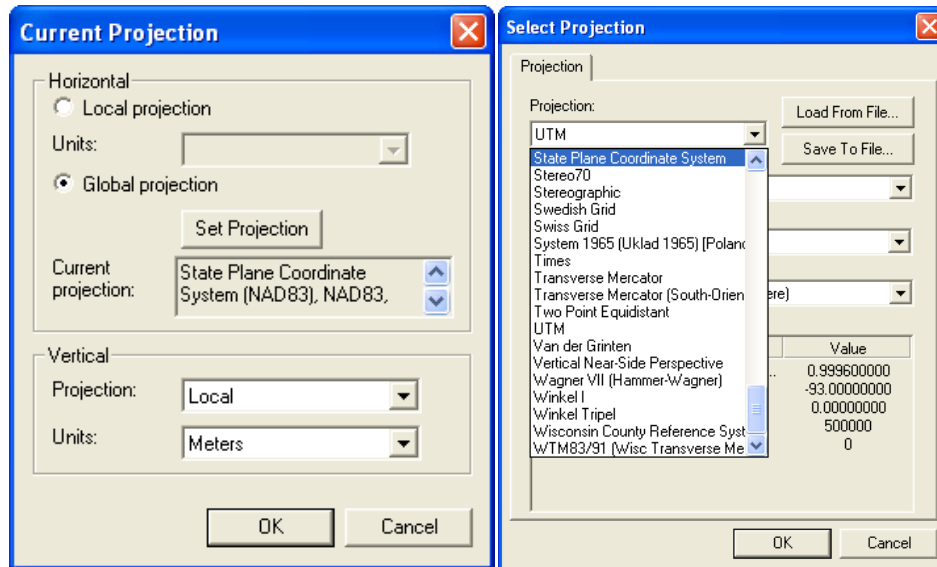 Current Projection
Horizontal
Local projection
Units:
Global projection
Set Projection
Current
projection:
State Plane Coordinate
System (NAD83), NAD83,
Vertical
Projection:
Local
Units:
Meters
OK
Cancel
Select Projection
Projection
Projection:
Load From File...
UTM
Save To File...
State Plane Coordinate System
Stereo70
Stereographic
Swedish Grid
Swiss Grid
System 1965 (Uklad 1965) [Poland
Times
Transverse Mercator
Transverse Mercator (South-Orien
ere)
Two Point Equidistant
UTM
Van der Grinten
Value
Vertical Near-Side Perspective
... 0.999600000
Wagner VII (Hammer-Wagner)
-93.00000000
Winkel I
0.00000000
Winkel Tripel
500000
Wisconsin County Reference Syst
0
WTM83/91 (Wisc Transverse Me
OK
Cancel